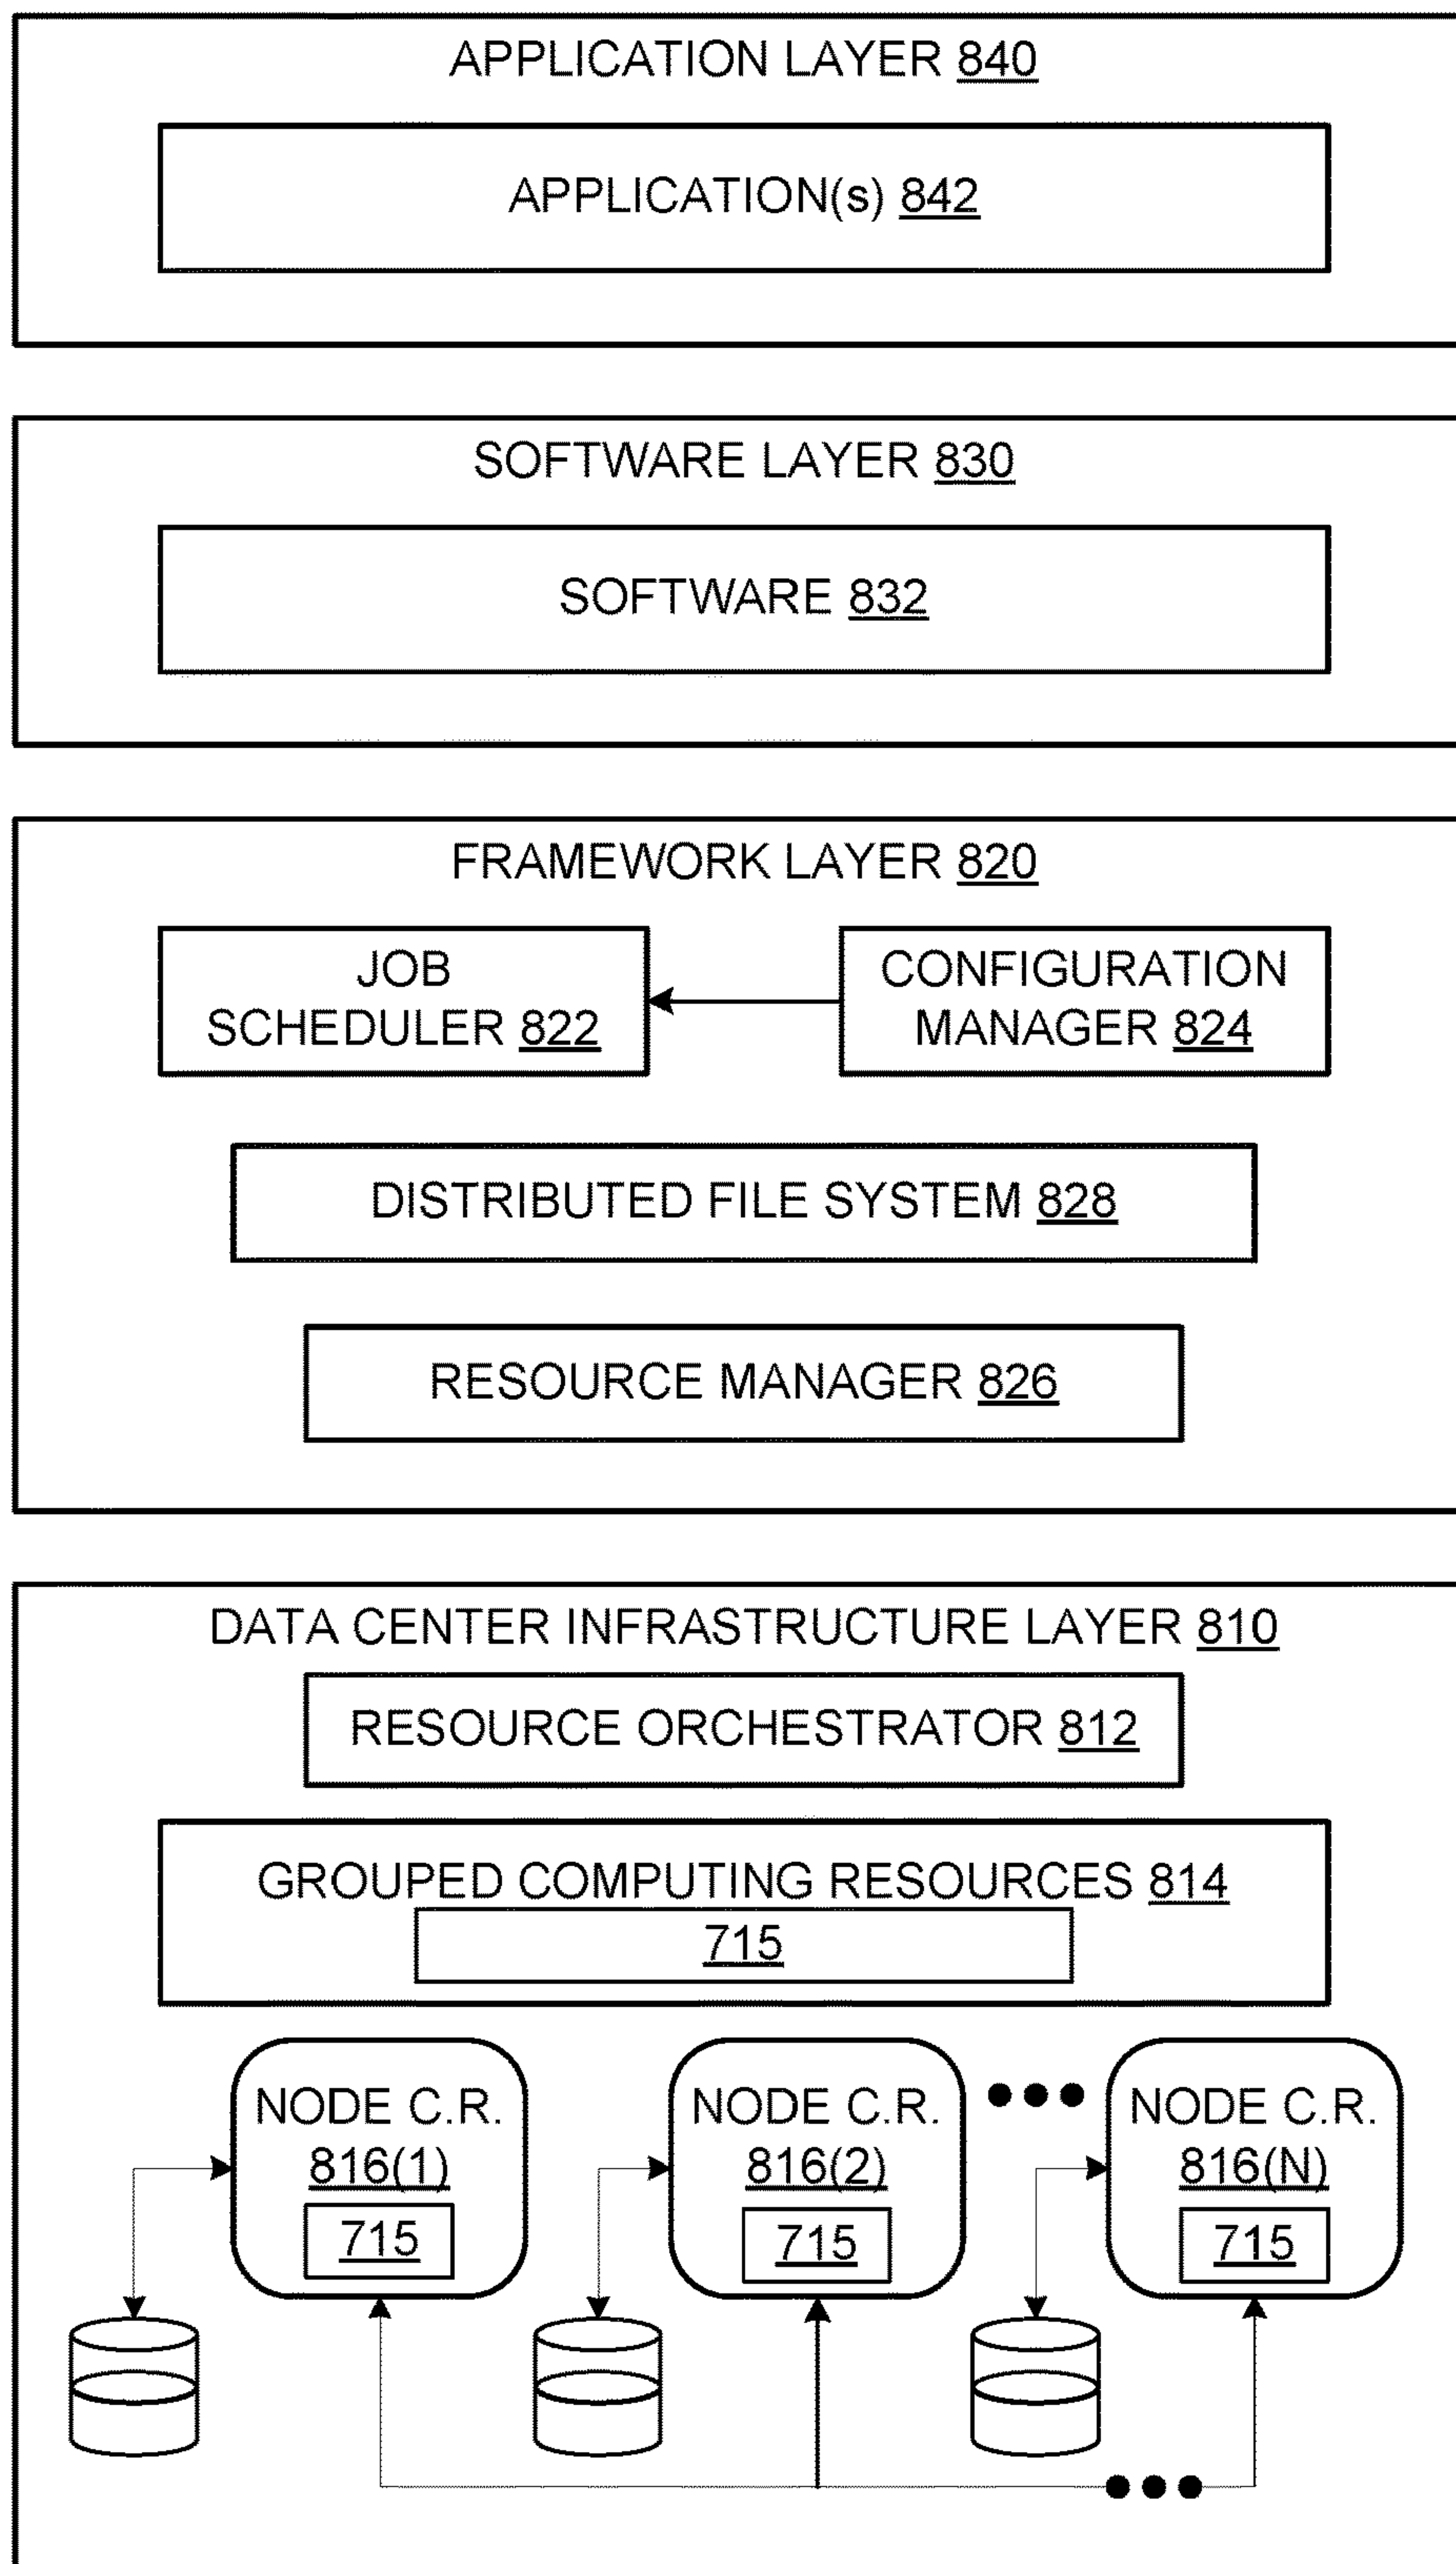 APPLICATION LAYER 840
APPLICATION(s) 842
SOFTWARE LAYER 830
SOFTWARE 832
FRAMEWORK LAYER 820
JOB
SCHEDULER 822
CONFIGURATION
MANAGER 824
DISTRIBUTED FILE SYSTEM 828
RESOURCE MANAGER 826
DATA CENTER INFRASTRUCTURE LAYER 810
RESOURCE ORCHESTRATOR 812
GROUPED COMPUTING RESOURCES 814
715
NODE C.R.
816(1)
715
NODE C.R.
816(2)
715
NODE C.R.
816(N)
715